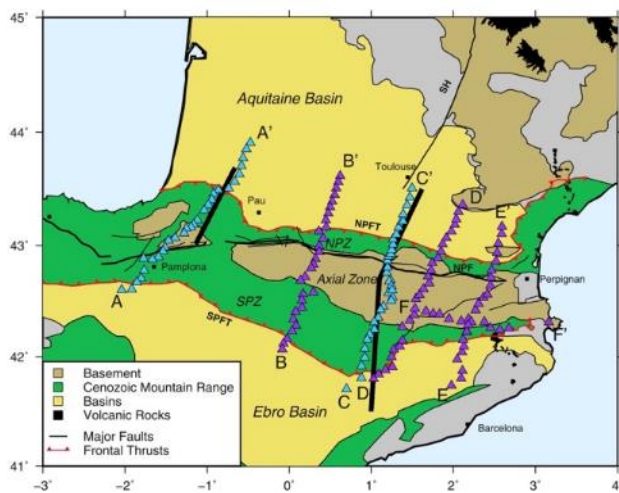 45˚
44˚
43˚
42˚
41˚
−3˚
−2˚
−1˚
0˚
1˚
2˚
3˚
4˚
Aquitaine Basin
SH
A'
B'
Toulouse
C'
D'
E'
Pau
NPFT
NPZ
Axial Zone
NPF
Pamplona
Perpignan
A
SPZ
SPFT
F
F'
B
C
D
E
Ebro Basin
Barcelona
Basement
Cenozoic Mountain Range
Basins
Volcanic Rocks
Major Faults
Frontal Thrusts